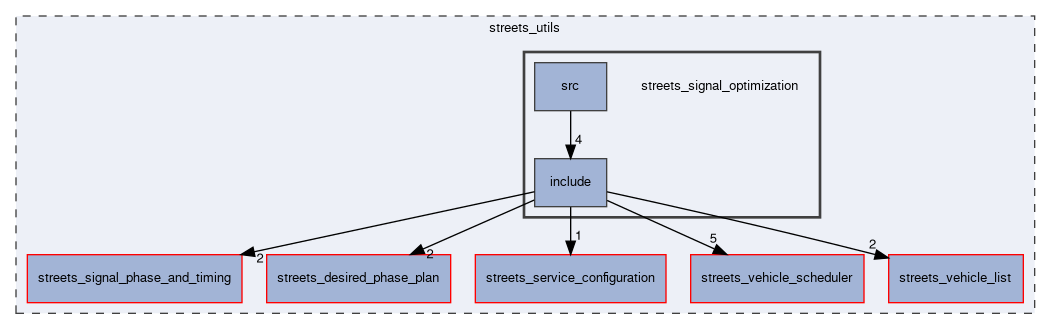 streets_utils
src
streets_signal_optimization
4
include
2
2
1
5
2
streets_signal_phase_and_timing
streets_desired_phase_plan
streets_service_configuration
streets_vehicle_scheduler
streets_vehicle_list